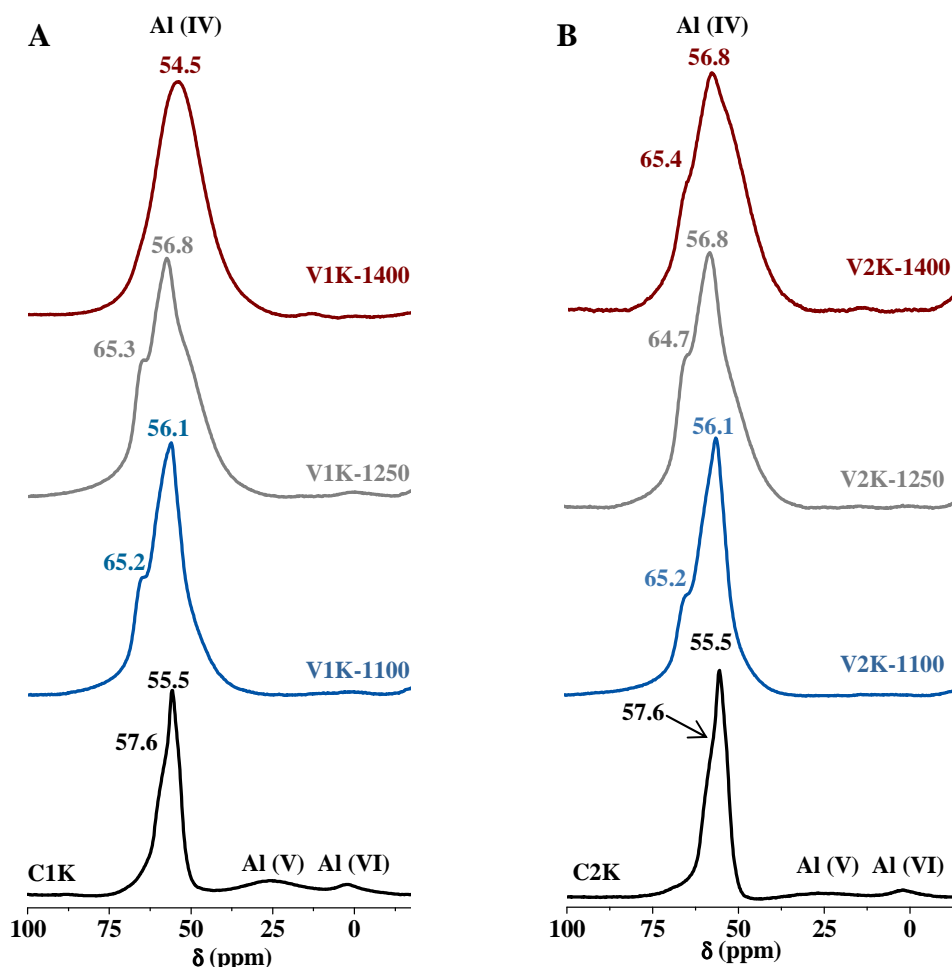 A
Al (IV)
54.5
V1K-1400
56.8
65.3
V1K-1250
56.1
65.2
V1K-1100
55.5
57.6
Al (V)
Al (VI)
C1K
100 75 50 25 0
δ (ppm)
B
Al (IV)
56.8
65.4
V2K-1400
56.8
64.7
V2K-1250
56.1
65.2
V2K-1100
55.5
57.6
Al (V)
Al (VI)
C2K
100 75 50 25 0
δ (ppm)